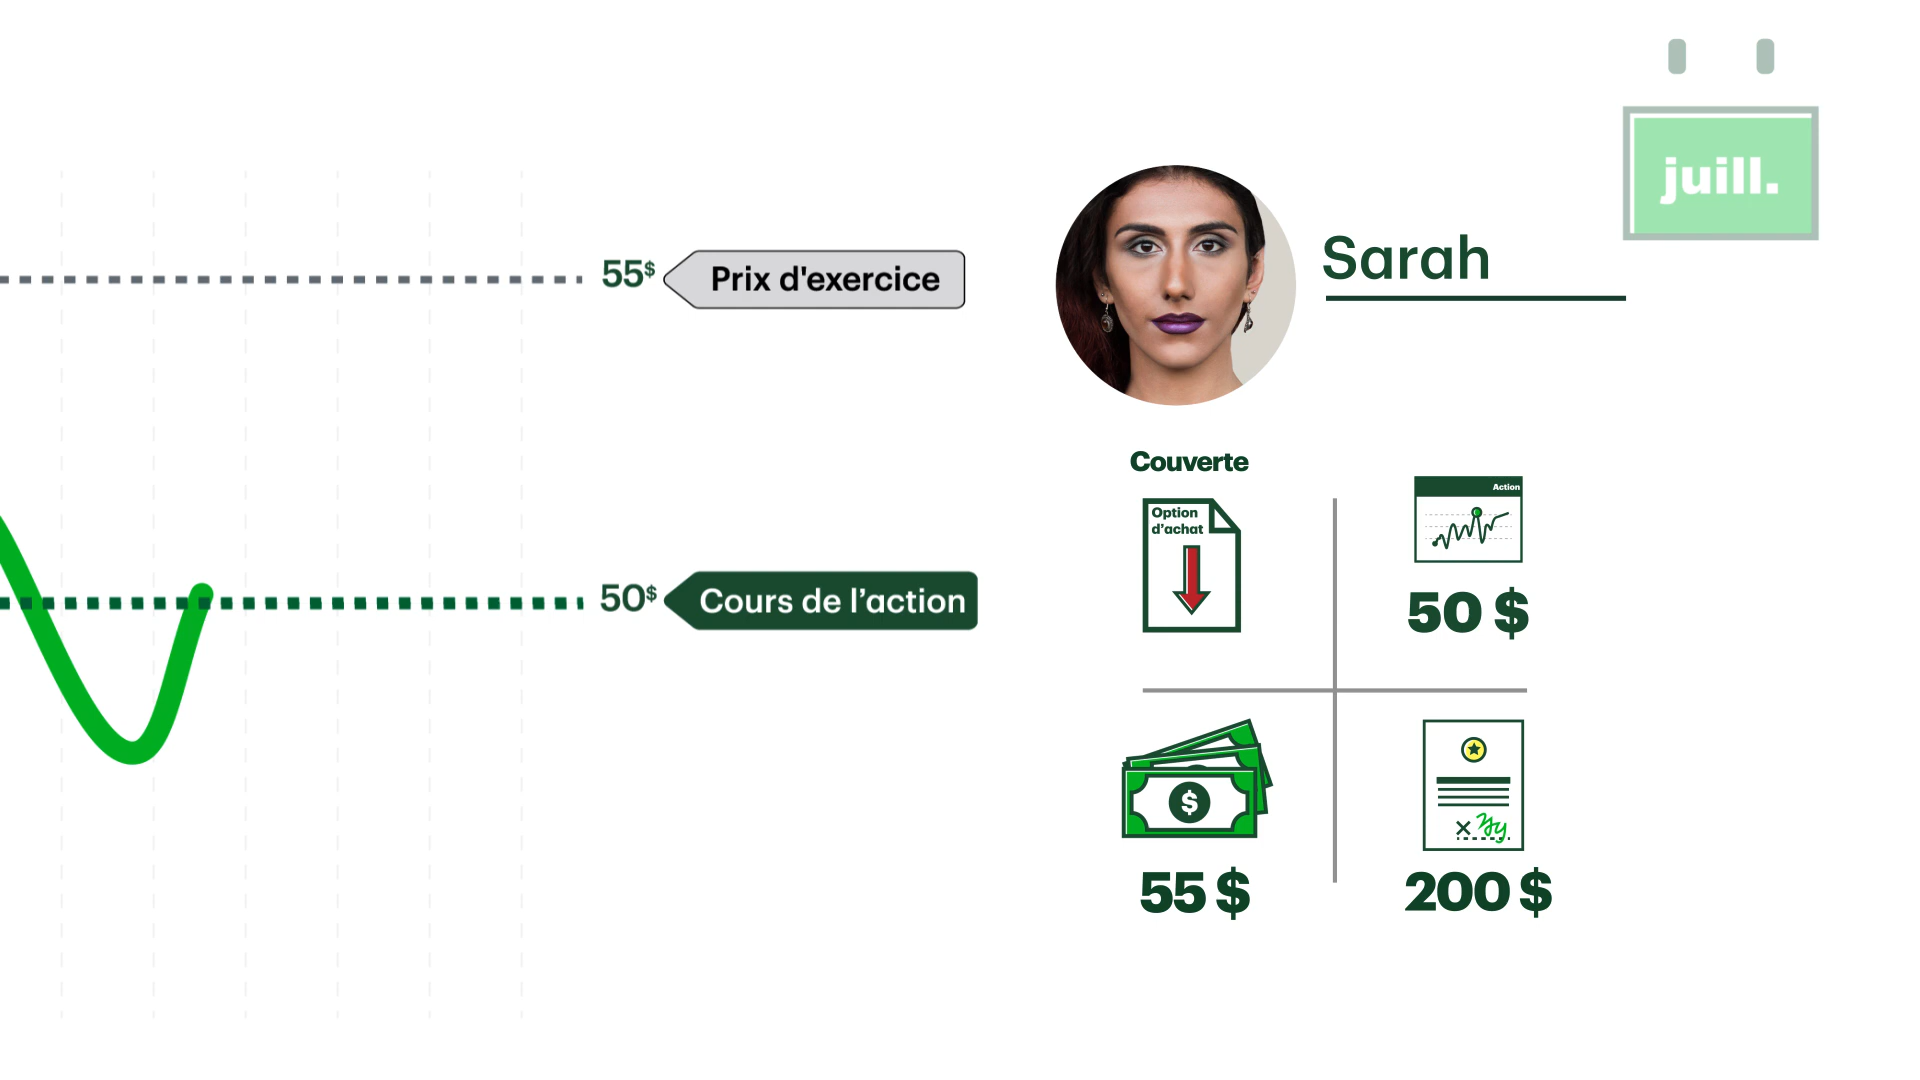 juill.
Sarah
55$
Prix d'exercice
50$
Cours de l’action
Couverte
Option
d’achat
Action
50 $
$
55 $
200 $